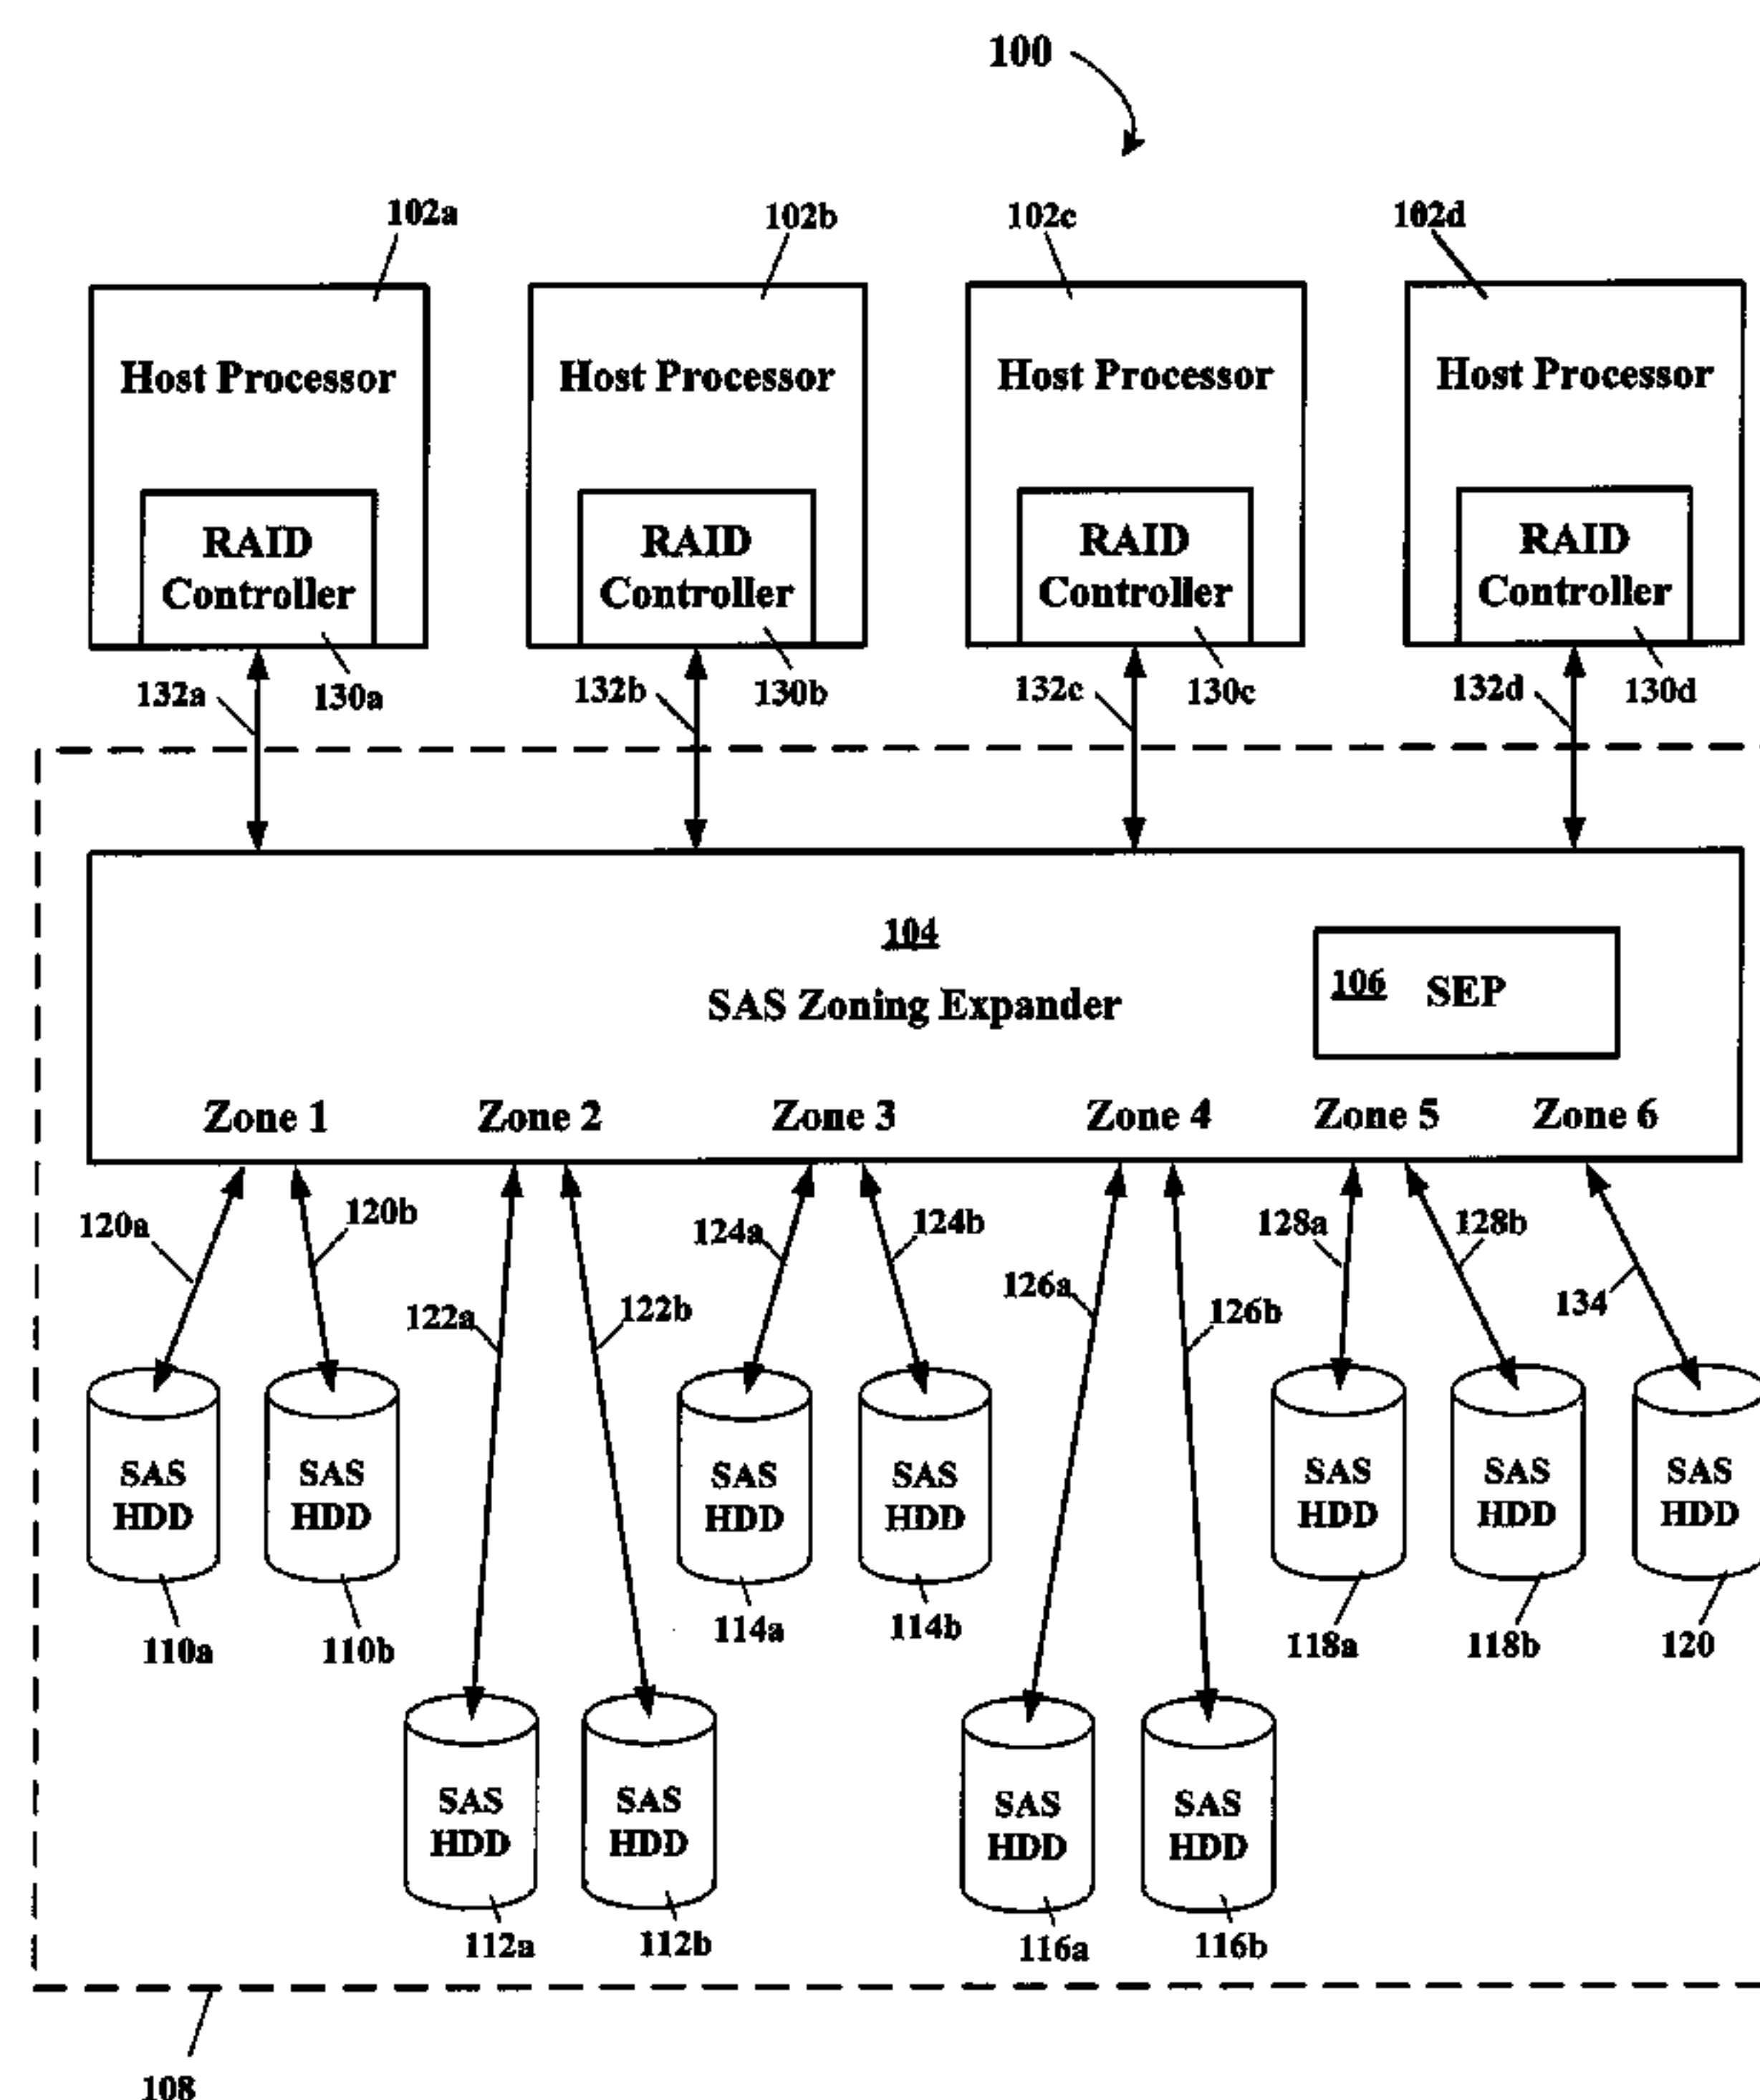 100
102a
102b
102c
102d
Host Processor
Host Processor
Host Processor
Host Processor
RAID
Controller
RAID
Controller
RAID
Controller
RAID
Controller
132a
130a
132b
130b
132c
130c
132d
130d
104
SAS Zoning Expander
106 SEP
Zone 1
Zone 2
Zone 3
Zone 4
Zone 5
Zone 6
120a
120b
122a
122b
124a
124b
126a
126b
128a
128b
134
SAS
HDD
SAS
HDD
SAS
HDD
SAS
HDD
SAS
HDD
SAS
HDD
SAS
HDD
110a
110b
114a
114b
118a
118b
120
SAS
HDD
SAS
HDD
SAS
HDD
SAS
HDD
112a
112b
116a
116b
108